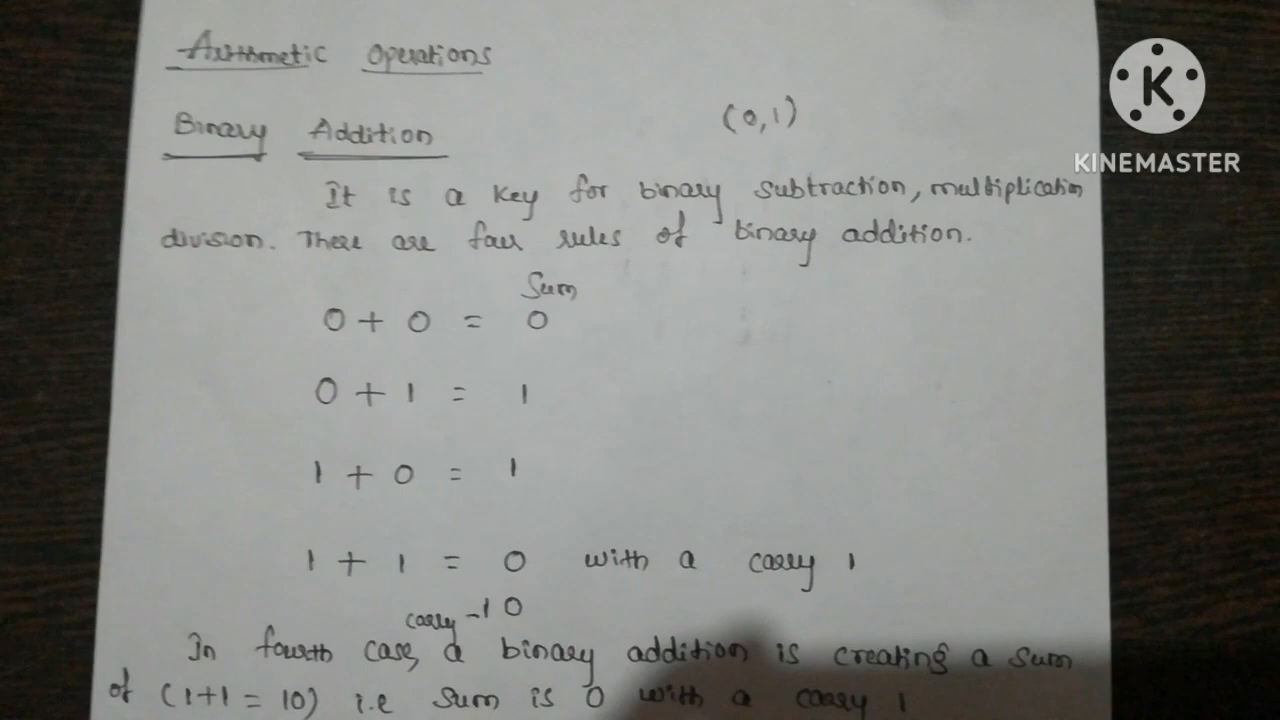 Arithmetic Operations
Binary Addition
(0,1)
It is a key for binary subtraction, multiplication
division. There are four rules of binary addition.
Sum
0 + 0 = 0
0 + 1 = 1
1 + 0 = 1
1 + 1 = 0 with a carry 1
carry -1 0
In fourth case, a binary addition is creating a sum
of (1+1 = 10) i.e sum is 0 with a carry 1
K
KINEMASTER